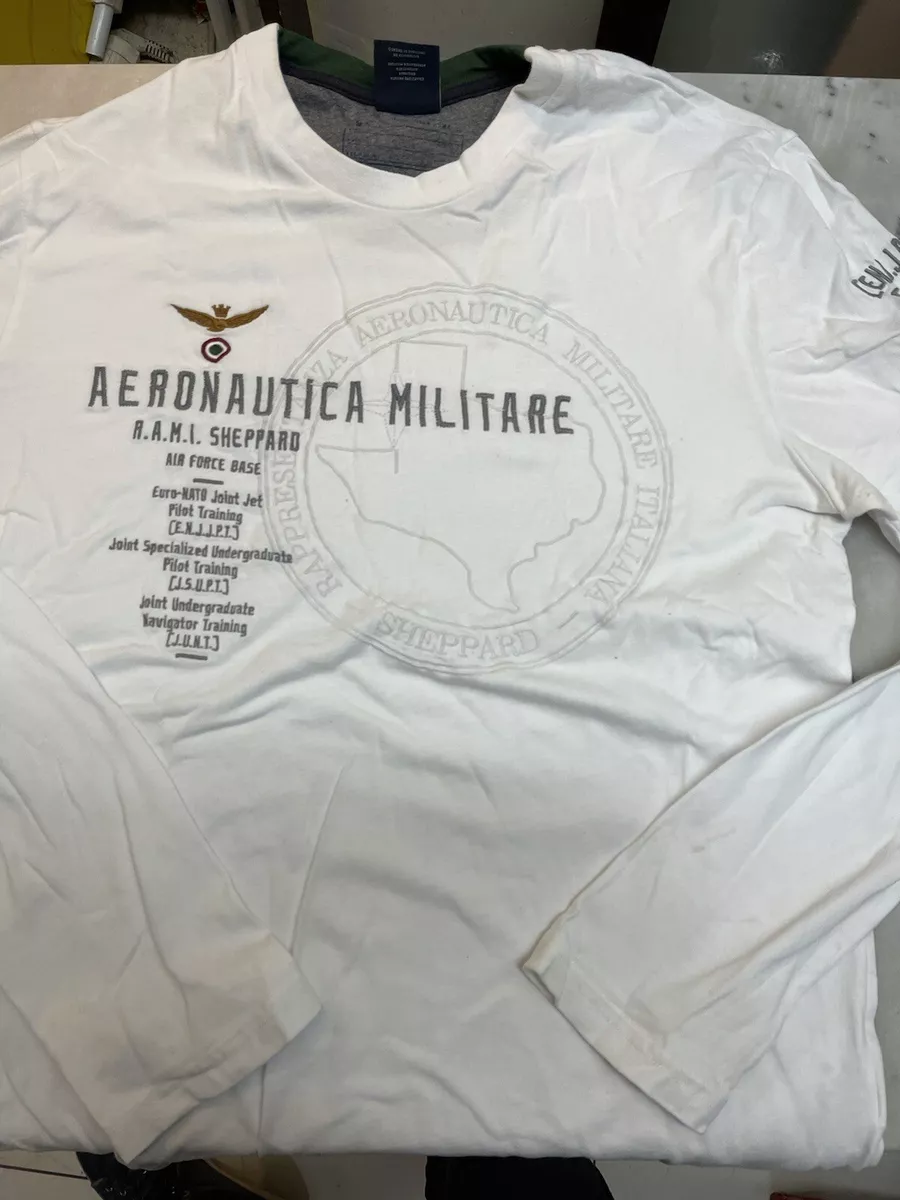 AERONAUTICA MILITARE
R.A.M.I. SHEPPARD
AIR FORCE BASE
Euro-NATO Joint Jet
Pilot Training
(E.N.J.J.P.T.)
Joint Specialized Undergraduate
Pilot Training
(J.S.U.P.T.)
Joint Undergraduate
Navigator Training
(J.U.N.T.)
RAPPRESENTANZA AERONAUTICA MILITARE ITALIANA
SHEPPARD